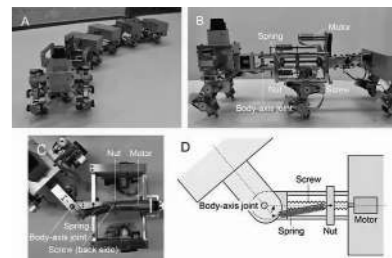 A
B
Motor
Spring
Nut
Screw
Body-axis joint
C
Nut Motor
Spring
Body-axis joint
Screw (back side)
D
Screw
Body-axis joint
Motor
Spring
Nut